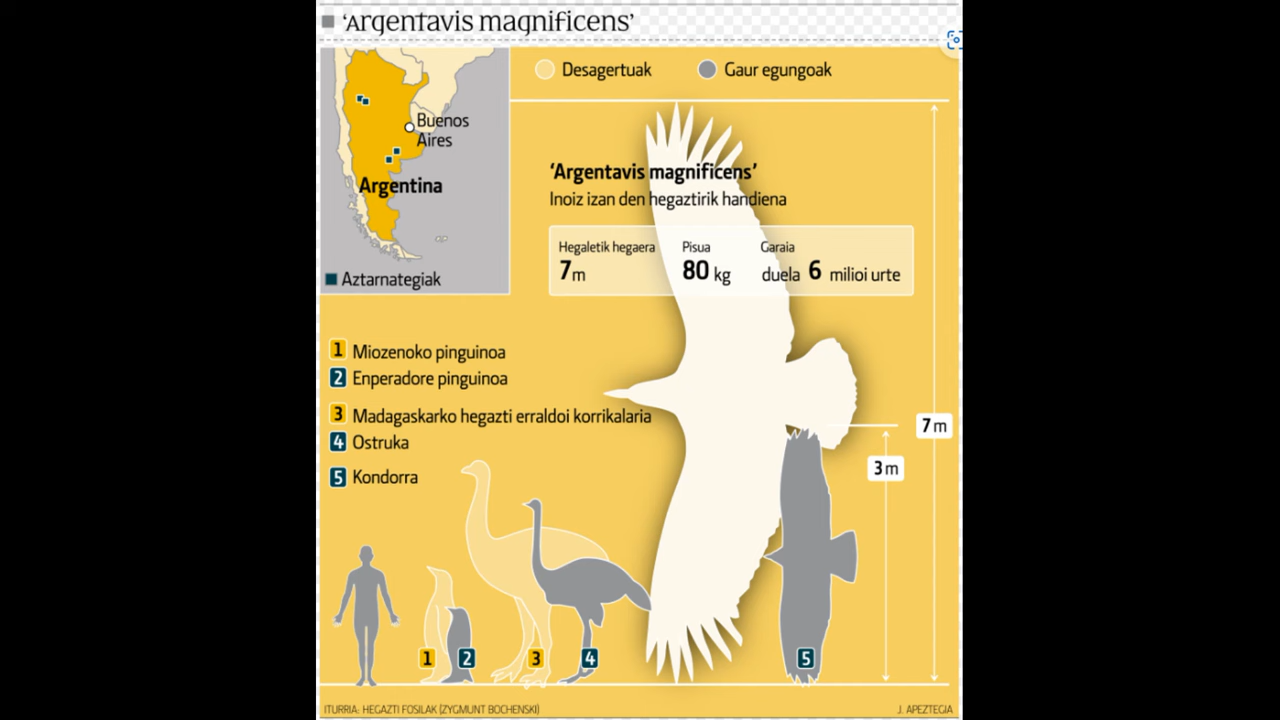 ‘Argentavis magnificens’
Desagertuak
Gaur egungoak
Buenos
Aires
Argentina
Aztarnategiak
‘Argentavis magnificens’
Inoiz izan den hegaztirik handiena
Hegaletik hegaera
7 m
Pisua
80 kg
Garaia
duela 6 milioi urte
1 Miozenoko pinguinoa
2 Enperadore pinguinoa
3 Madagaskarko hegazti erraldoi korrikalaria
4 Ostruka
5 Kondorra
7 m
3 m
1
2
3
4
5
ITURRIA: HEGAZTI FOSILAK (ZYGMUNT BOCHENSKI)
J. APEZTEGIA